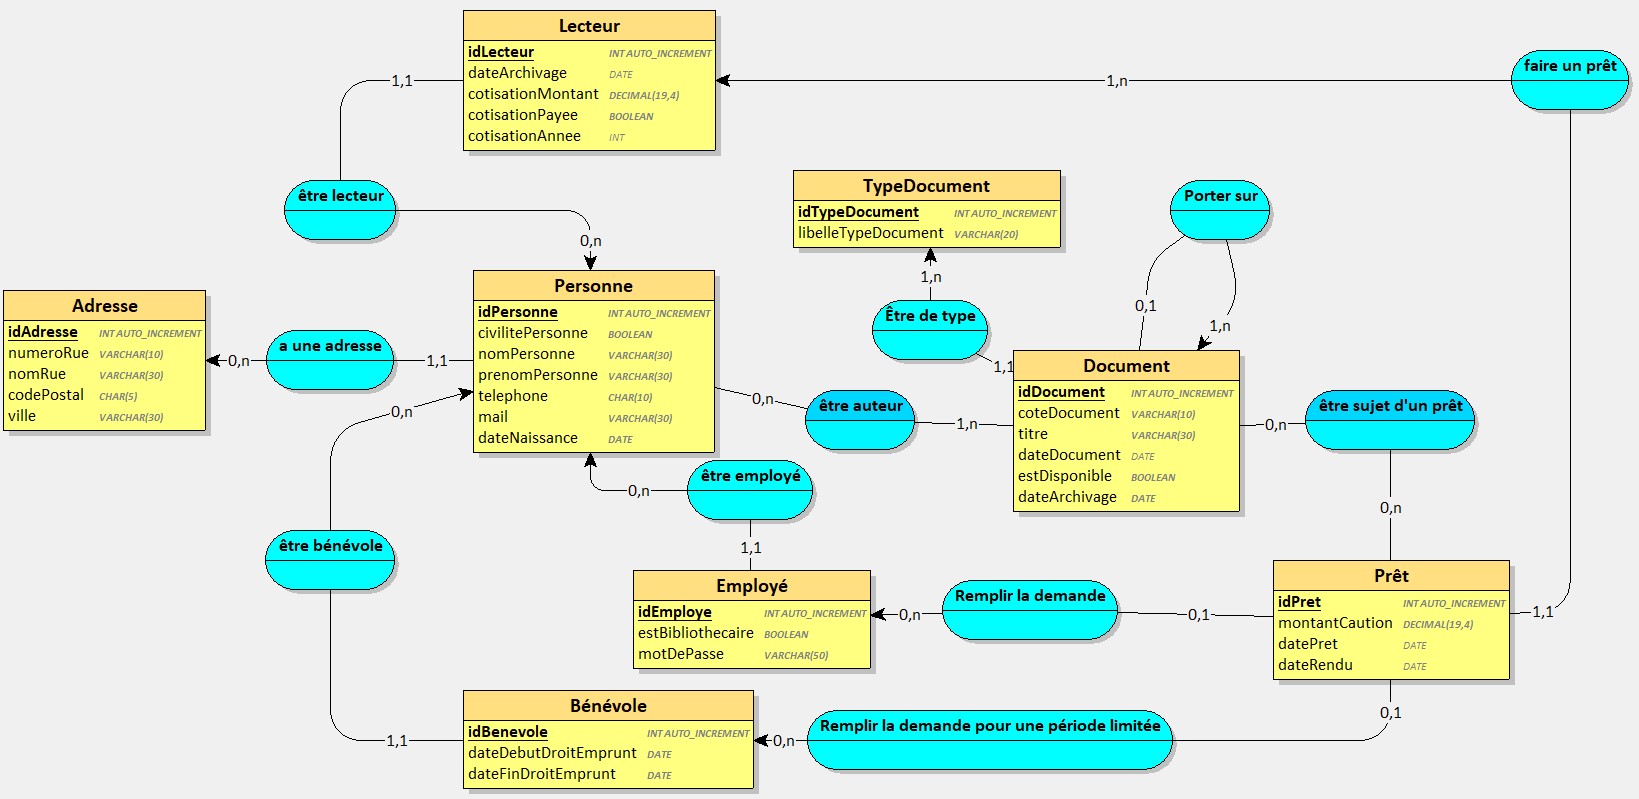 Lecteur
idLecteur INT AUTO_INCREMENT
dateArchivage DATE
cotisationMontant DECIMAL(19,4)
cotisationPayee BOOLEAN
cotisationAnnee INT
1,1
1,n
faire un prêt
être lecteur
0,n
TypeDocument
idTypeDocument INT AUTO_INCREMENT
libelleTypeDocument VARCHAR(20)
Porter sur
1,n
Être de type
1,1
0,1
1,n
Adresse
idAdresse INT AUTO_INCREMENT
numeroRue VARCHAR(10)
nomRue VARCHAR(30)
codePostal CHAR(5)
ville VARCHAR(30)
0,n
a une adresse
1,1
Personne
idPersonne INT AUTO_INCREMENT
civilitePersonne BOOLEAN
nomPersonne VARCHAR(30)
prenomPersonne VARCHAR(30)
telephone CHAR(10)
mail VARCHAR(30)
dateNaissance DATE
0,n
être auteur
1,n
Document
idDocument INT AUTO_INCREMENT
coteDocument VARCHAR(10)
titre VARCHAR(30)
dateDocument DATE
estDisponible BOOLEAN
dateArchivage DATE
0,n
être sujet d'un prêt
0,n
0,n
0,n
être employé
1,1
être bénévole
1,1
Employé
idEmploye INT AUTO_INCREMENT
estBibliothecaire BOOLEAN
motDePasse VARCHAR(50)
0,n
Remplir la demande
0,1
Prêt
idPret INT AUTO_INCREMENT
montantCaution DECIMAL(19,4)
datePret DATE
dateRendu DATE
1,1
0,1
Bénévole
idBenevole INT AUTO_INCREMENT
dateDebutDroitEmprunt DATE
dateFinDroitEmprunt DATE
0,n
Remplir la demande pour une période limitée